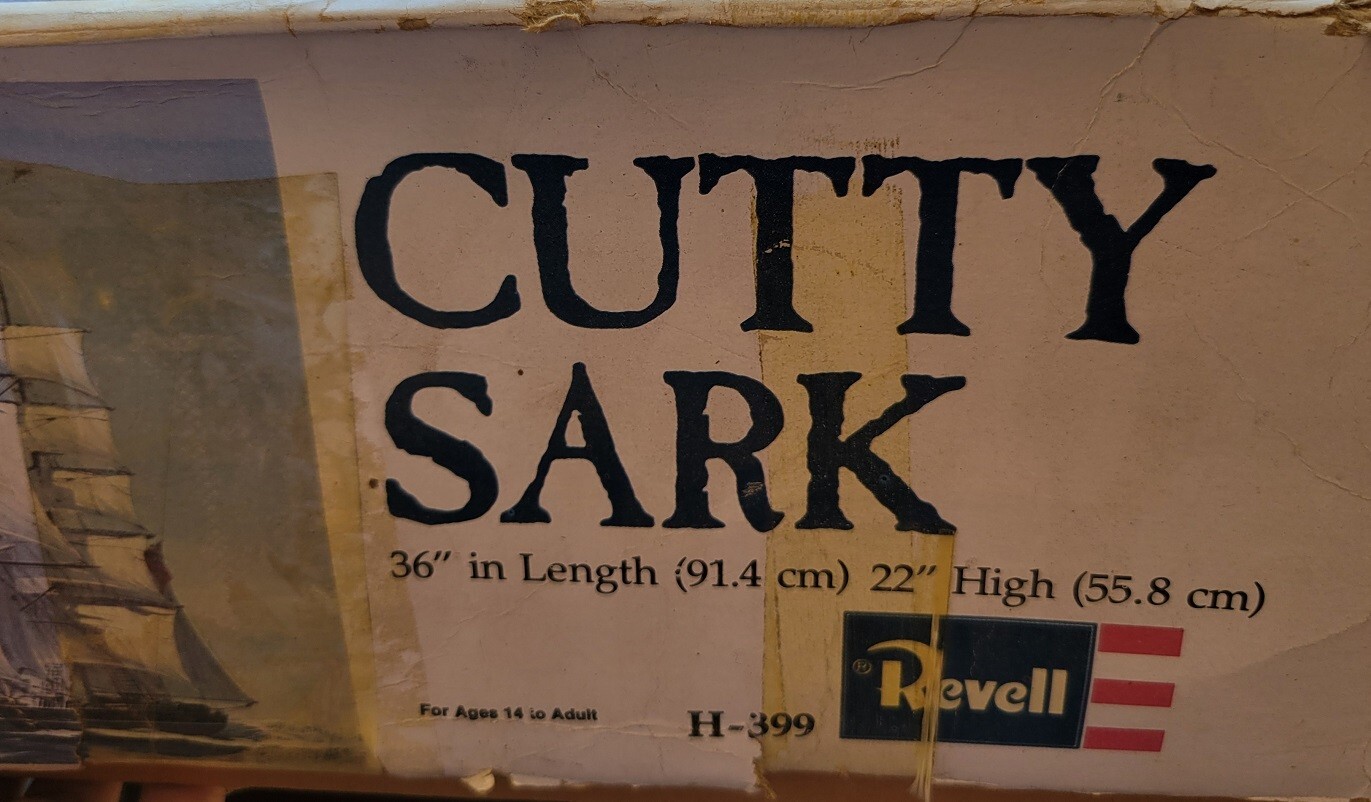 CUTTY
SARK
36" in Length (91.4 cm) 22" High (55.8 cm)
For Ages 14 to Adult
H-399
® Revell